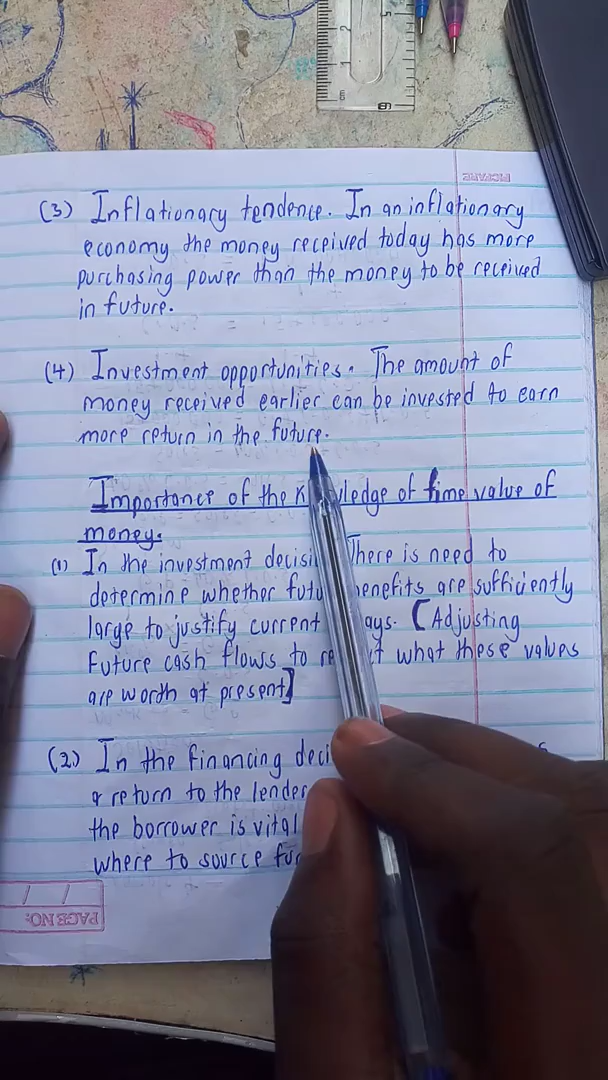 PICFARE
(3) Inflationary tendence. In an inflationary
economy the money received today has more
purchasing power than the money to be received
in future.
(4) Investment opportunities. The amount of
money received earlier can be invested to earn
more return in the future.
Importance of the ledge of time value of
money.
(1) In the investment There is need to
determine whether benefits are sufficiently
large to justify current (Adjusting
future cash flows to what these values
are worth at present]
(2) In the financing
& return to the lender
the borrower is vital
where to source
PAGE NO: